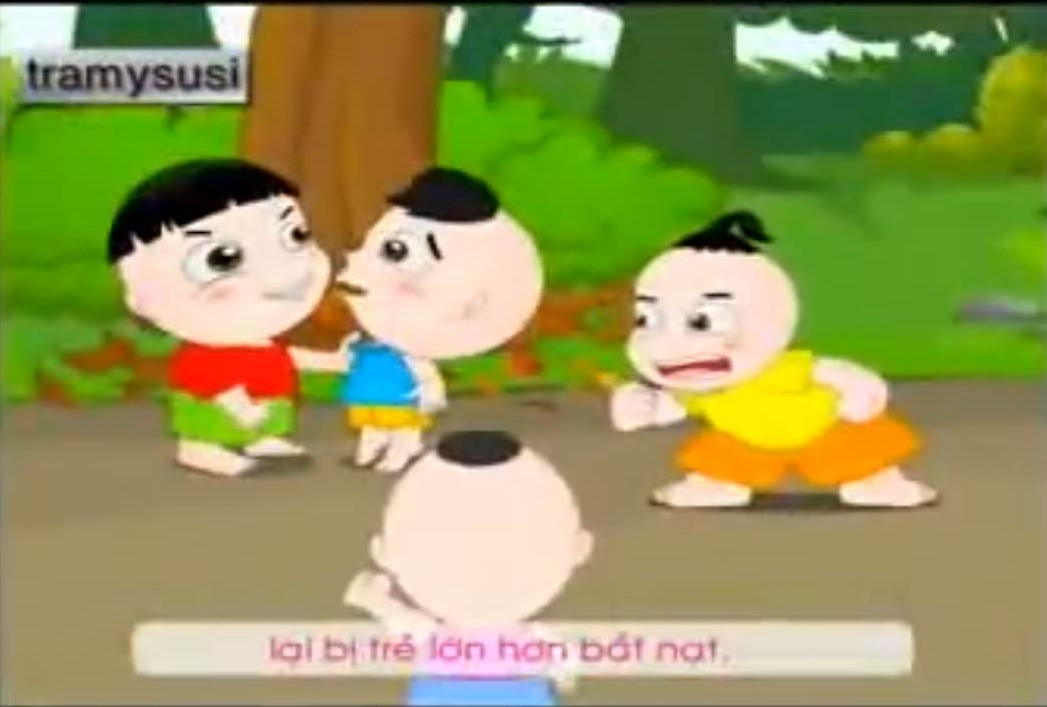 tramysusi
lại bị trẻ lớn hơn bắt nạt.